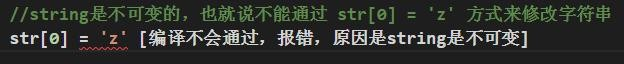 //string是不可变的，也就说不能通过 str[0] = 'z' 方式来修改字符串
str[0] = 'z' [编译不会通过，报错，原因是string是不可变]